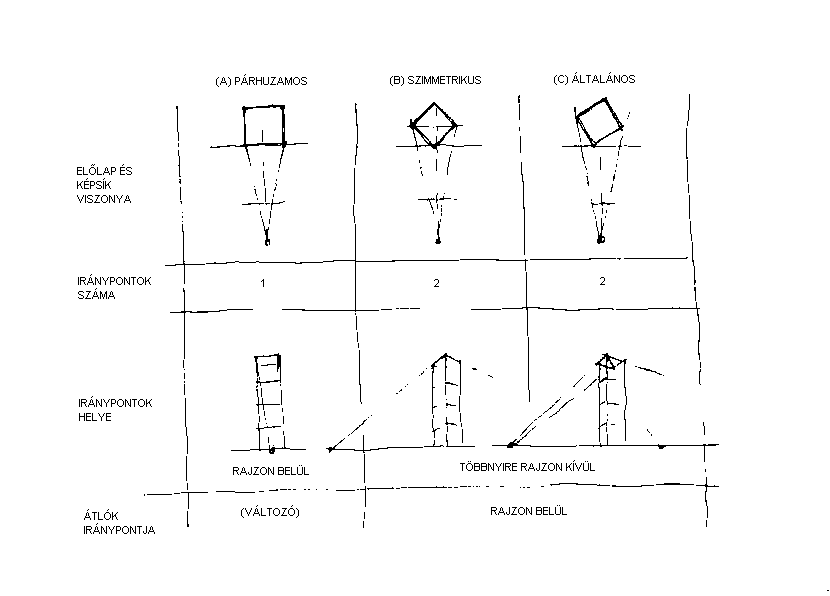 (A) PÁRHUZAMOS
(B) SZIMMETRIKUS
(C) ÁLTALÁNOS
ELŐLAP ÉS
KÉPSÍK
VISZONYA
IRÁNYPONTOK
SZÁMA
1
2
2
IRÁNYPONTOK
HELYE
RAJZON BELÜL
TÖBBNYIRE RAJZON KÍVÜL
ÁTLÓK
IRÁNYPONTJA
(VÁLTOZÓ)
RAJZON BELÜL